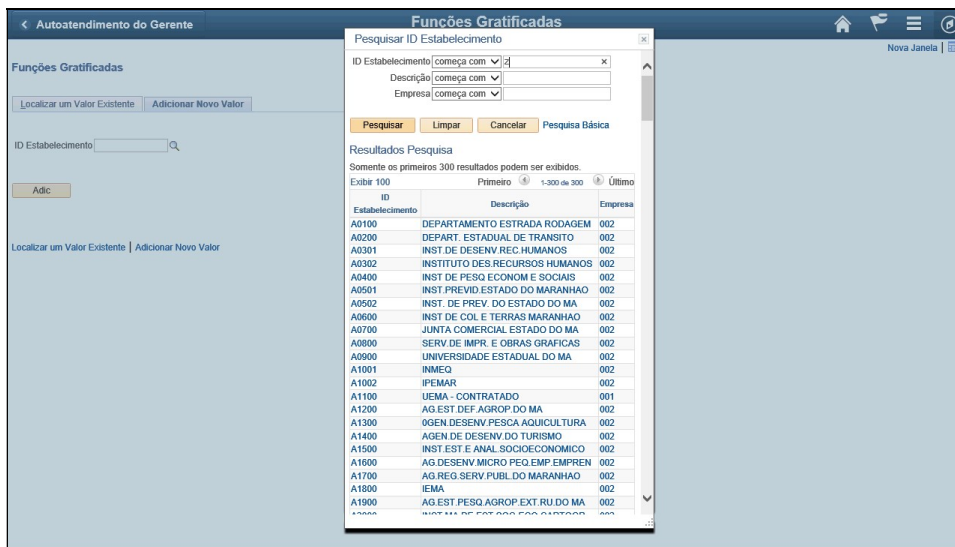 Autoatendimento do Gerente
Funções Gratificadas
Nova Janela
Funções Gratificadas
Localizar um Valor Existente
Adicionar Novo Valor
ID Estabelecimento
Adic
Localizar um Valor Existente | Adicionar Novo Valor
Pesquisar ID Estabelecimento
ID Estabelecimento começa com z
Descrição começa com
Empresa começa com
Pesquisar Limpar Cancelar Pesquisa Básica
Resultados Pesquisa
Somente os primeiros 300 resultados podem ser exibidos.
Exibir 100 Primeiro 1-300 de 300 Último
ID Estabelecimento Descrição Empresa
A0100 DEPARTAMENTO ESTRADA RODAGEM 002
A0200 DEPART. ESTADUAL DE TRANSITO 002
A0301 INST.DE DESENV.REC.HUMANOS 002
A0302 INSTITUTO DES.RECURSOS HUMANOS 002
A0400 INST DE PESQ ECONOM E SOCIAIS 002
A0501 INST.PREVID.ESTADO DO MARANHAO 002
A0502 INST. DE PREV. DO ESTADO DO MA 002
A0600 INST DE COL E TERRAS MARANHAO 002
A0700 JUNTA COMERCIAL ESTADO DO MA 002
A0800 SERV.DE IMPR. E OBRAS GRAFICAS 002
A0900 UNIVERSIDADE ESTADUAL DO MA 002
A1001 INMEQ 002
A1002 IPEMAR 002
A1100 UEMA - CONTRATADO 001
A1200 AG.EST.DEF.AGROP.DO MA 002
A1300 0GEN.DESENV.PESCA AQUICULTURA 002
A1400 AGEN.DE DESENV.DO TURISMO 002
A1500 INST.EST.E ANAL.SOCIOECONOMICO 002
A1600 AG.DESENV.MICRO PEQ.EMP.EMPREN 002
A1700 AG.REG.SERV.PUBL.DO MARANHAO 002
A1800 IEMA 002
A1900 AG.EST.PESQ.AGROP.EXT.RU.DO MA 002